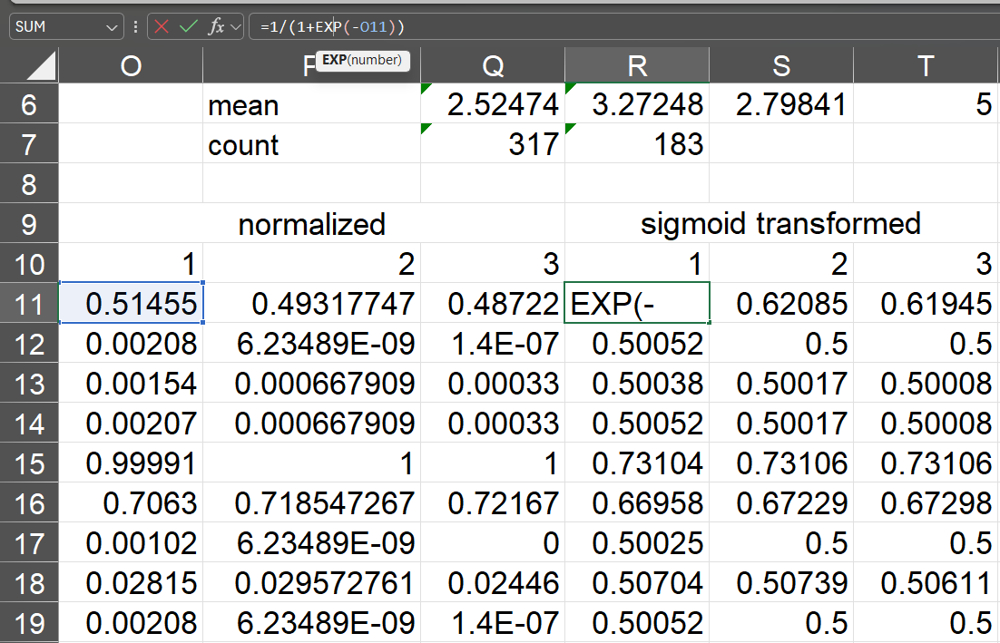 SUM fx =1/(1+EXP(-O11))
EXP(number)
O Q R S T
6 mean 2.52474 3.27248 2.79841 5
7 count 317 183
8
9 normalized sigmoid transformed
10 1 2 3 1 2 3
11 0.51455 0.49317747 0.48722 EXP(- 0.62085 0.61945
12 0.00208 6.23489E-09 1.4E-07 0.50052 0.5 0.5
13 0.00154 0.000667909 0.00033 0.50038 0.50017 0.50008
14 0.00207 0.000667909 0.00033 0.50052 0.50017 0.50008
15 0.99991 1 1 0.73104 0.73106 0.73106
16 0.7063 0.718547267 0.72167 0.66958 0.67229 0.67298
17 0.00102 6.23489E-09 0 0.50025 0.5 0.5
18 0.02815 0.029572761 0.02446 0.50704 0.50739 0.50611
19 0.00208 6.23489E-09 1.4E-07 0.50052 0.5 0.5